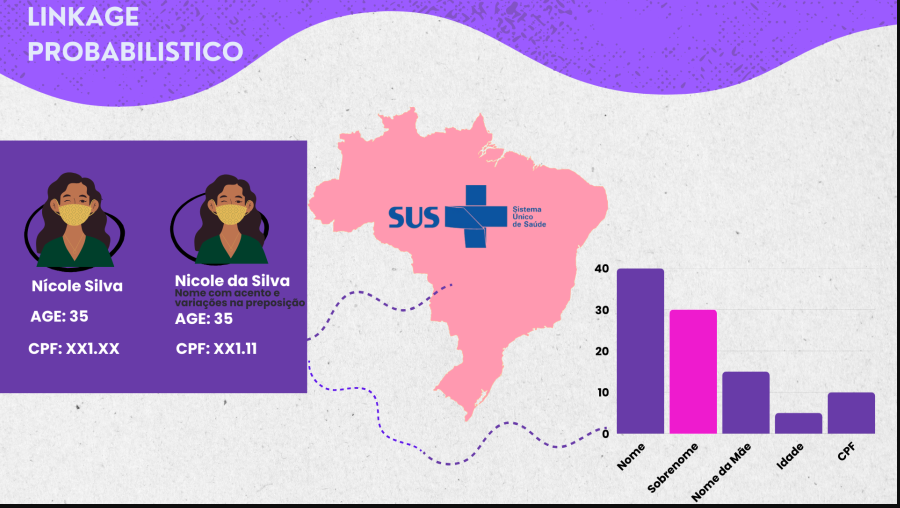 LINKAGE
PROBABILISTICO
Nícole Silva
AGE: 35
CPF: XX1.XX
Nicole da Silva
Nome com acento e
variações na preposição
AGE: 35
CPF: XX1.11
SUS
Sistema
Único
de Saúde
40
30
20
10
0
Nome
Sobrenome
Nome da Mãe
Idade
CPF